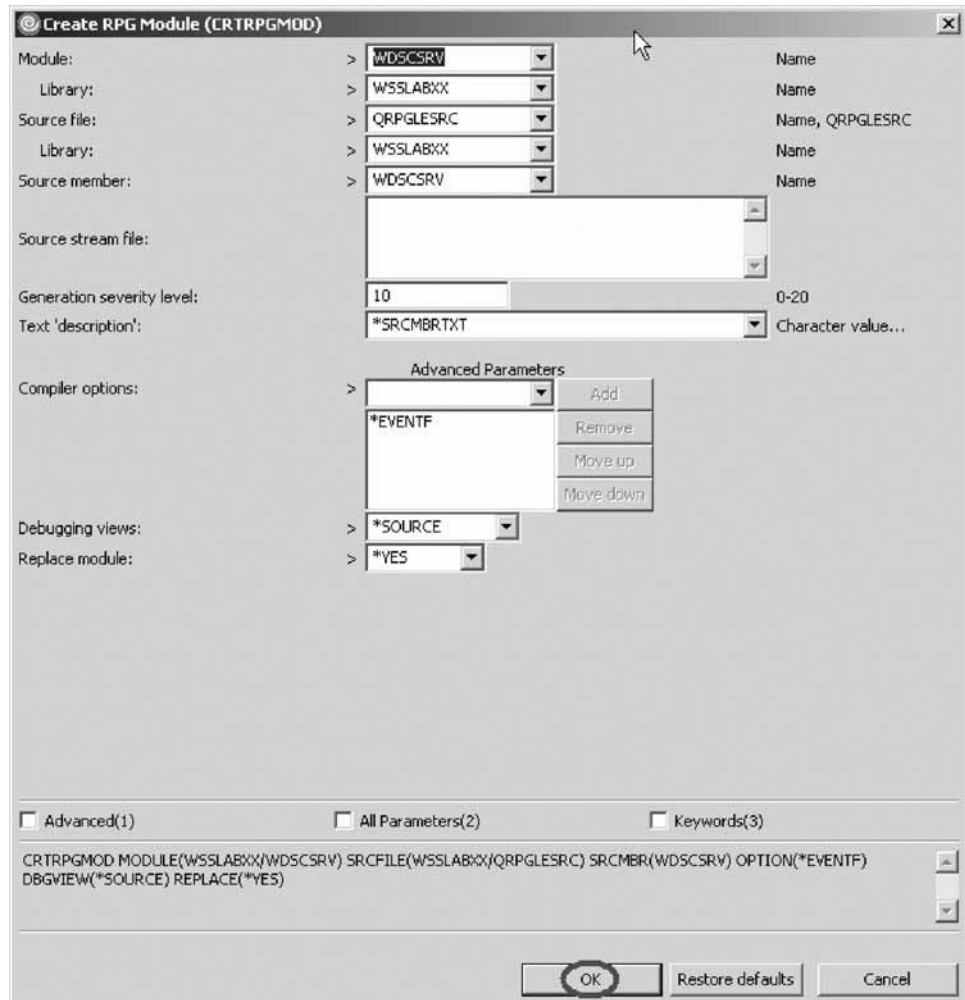 Create RPG Module (CRTRPGMOD)
Module: > WDSCSRV Name
Library: > WSSLABXX Name
Source file: > QRPGLESRC Name, QRPGLESRC
Library: > WSSLABXX Name
Source member: > WDSCSRV Name
Source stream file:
Generation severity level: 10 0-20
Text 'description': *SRCMBRTXT Character value...
Advanced Parameters
Compiler options: > Add
*EVENTF Remove
Move up
Move down
Debugging views: > *SOURCE
Replace module: > *YES
Advanced(1) All Parameters(2) Keywords(3)
CRTRPGMOD MODULE(WSSLABXX/WDSCSRV) SRCFILE(WSSLABXX/QRPGLESRC) SRCMBR(WDSCSRV) OPTION(*EVENTF)
DBGVIEW(*SOURCE) REPLACE(*YES)
OK Restore defaults Cancel